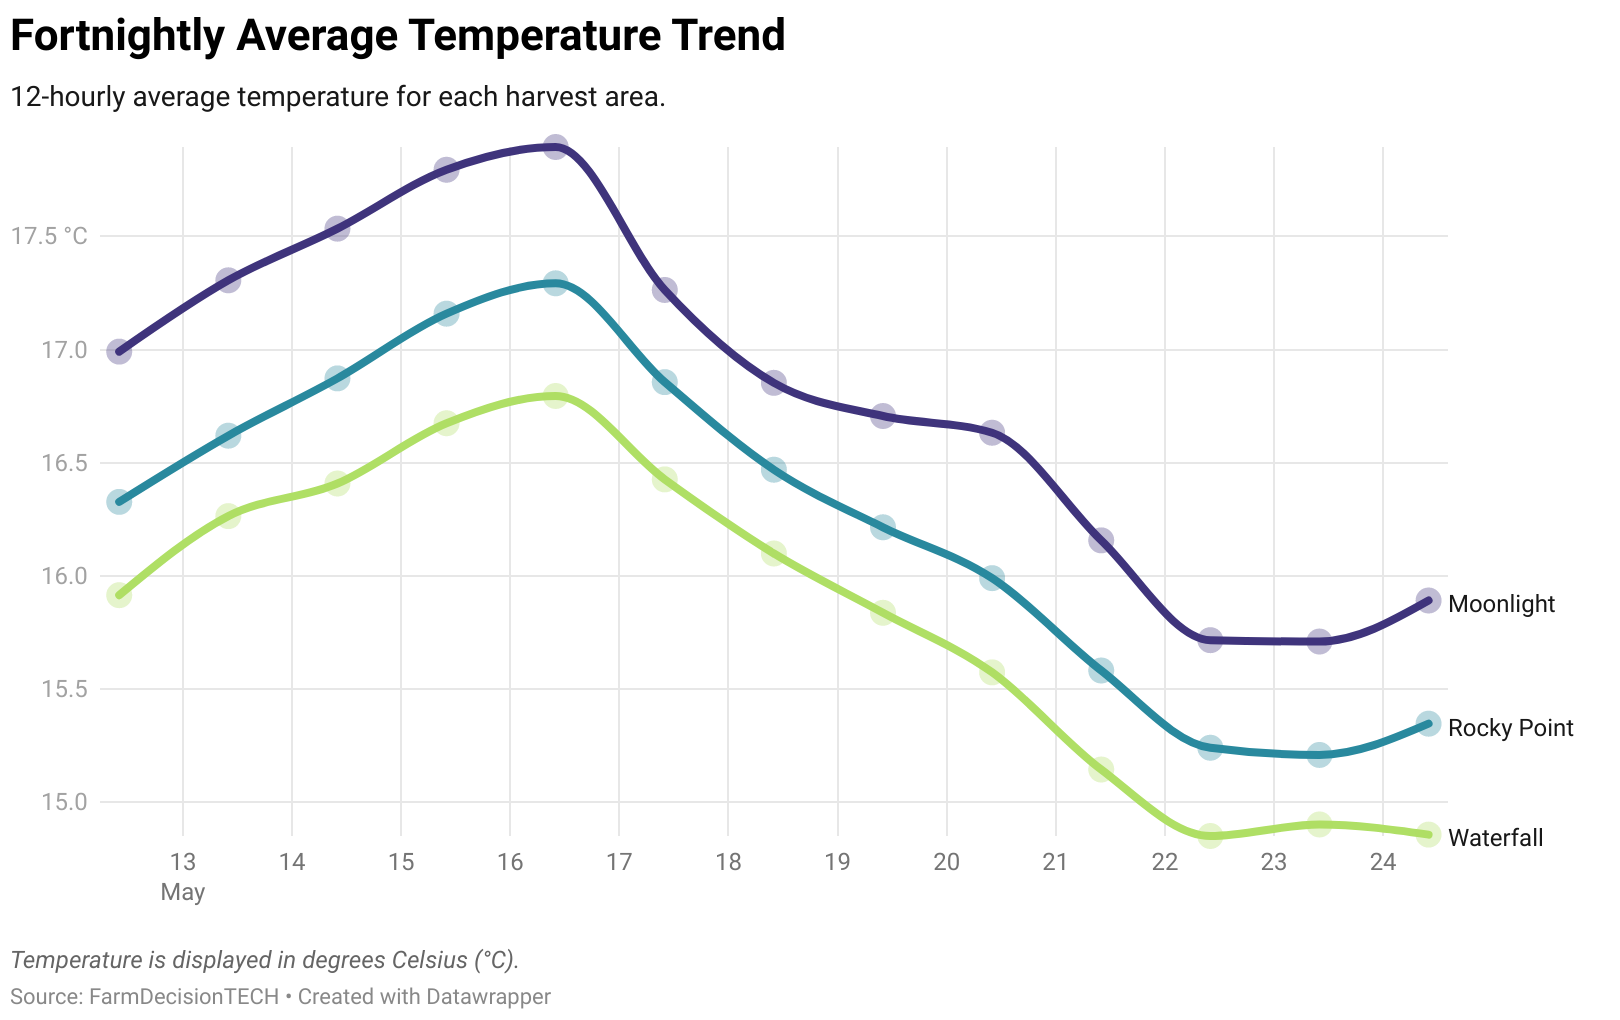 Fortnightly Average Temperature Trend
12-hourly average temperature for each harvest area.
17.5 °C
17.0
16.5
16.0
15.5
15.0
Moonlight
Rocky Point
Waterfall
13 14 15 16 17 18 19 20 21 22 23 24
May
Temperature is displayed in degrees Celsius (°C).
Source: FarmDecisionTECH • Created with Datawrapper